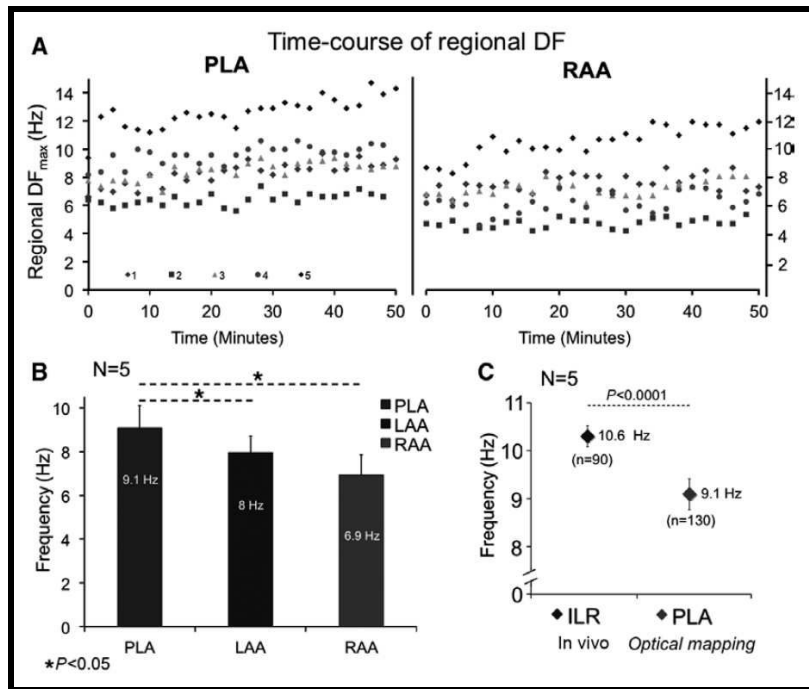 Time-course of regional DF
A
PLA
RAA
Regional DFmax (Hz)
14
12
10
8
6
4
2
0
1 2 3 4 5
0 10 20 30 40 50
Time (Minutes)
14
12
10
8
6
4
2
0 10 20 30 40 50
Time (Minutes)
B
N=5
*
*
PLA
LAA
RAA
Frequency (Hz)
10
8
6
4
2
0
9.1 Hz
8 Hz
6.9 Hz
PLA LAA RAA
*P<0.05
C
N=5
P<0.0001
Frequency (Hz)
11
10
9
8
0
10.6 Hz
(n=90)
9.1 Hz
(n=130)
ILR PLA
In vivo Optical mapping